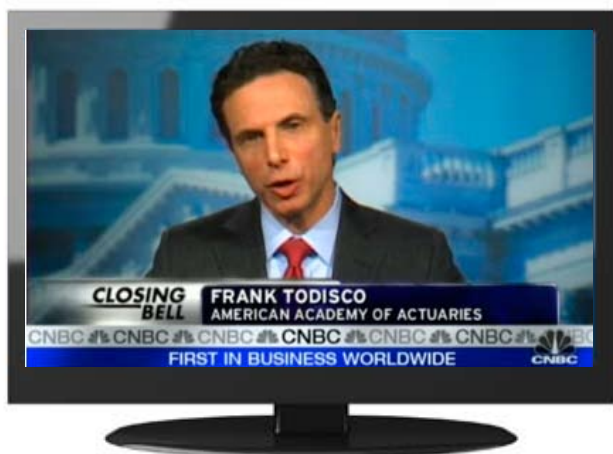 CLOSING
BELL
FRANK TODISCO
AMERICAN ACADEMY OF ACTUARIES
CNBC CNBC CNBC CNBC CNBC CNBC
FIRST IN BUSINESS WORLDWIDE
CNBC